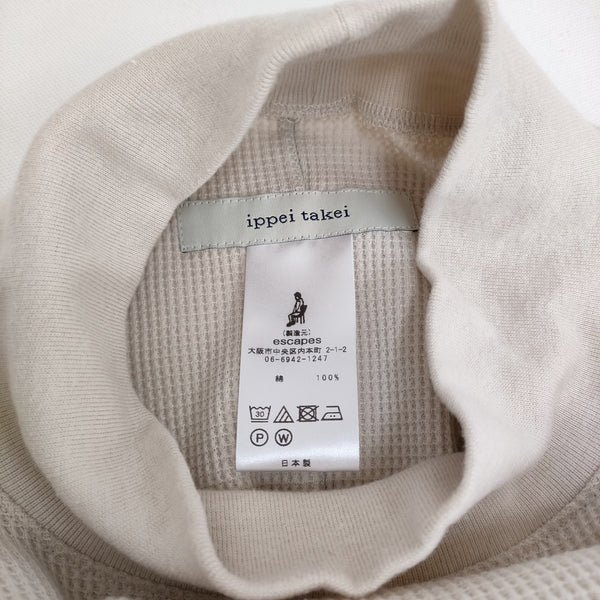 ippei takei
(製造元)
escapes
大阪市中央区内本町 2-1-2
06-6942-1247
綿 100%
30
P W
日本製